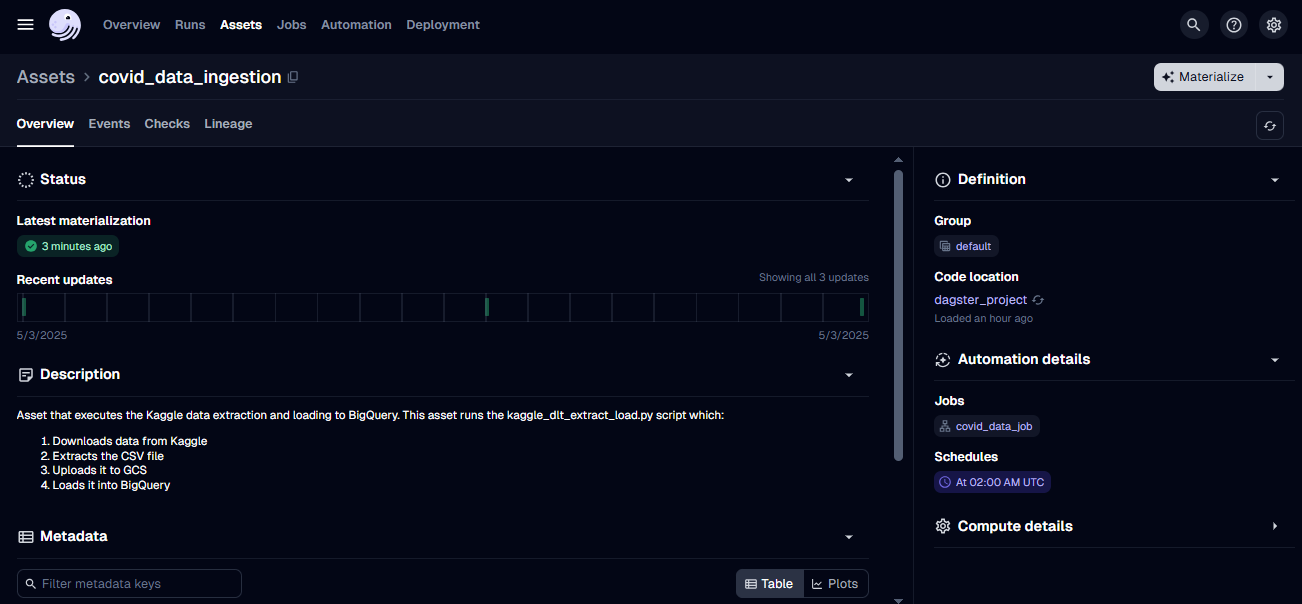 Overview Runs Assets Jobs Automation Deployment
Assets > covid_data_ingestion
Materialize
Overview Events Checks Lineage
Status
Latest materialization
3 minutes ago
Recent updates
Showing all 3 updates
5/3/2025
5/3/2025
Description
Asset that executes the Kaggle data extraction and loading to BigQuery. This asset runs the kaggle_dlt_extract_load.py script which:
1. Downloads data from Kaggle
2. Extracts the CSV file
3. Uploads it to GCS
4. Loads it into BigQuery
Metadata
Filter metadata keys
Table
Plots
Definition
Group
default
Code location
dagster_project
Loaded an hour ago
Automation details
Jobs
covid_data_job
Schedules
At 02:00 AM UTC
Compute details